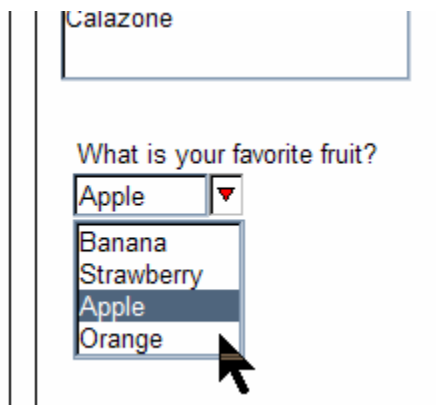 Calazone
What is your favorite fruit?
Apple
Banana
Strawberry
Apple
Orange